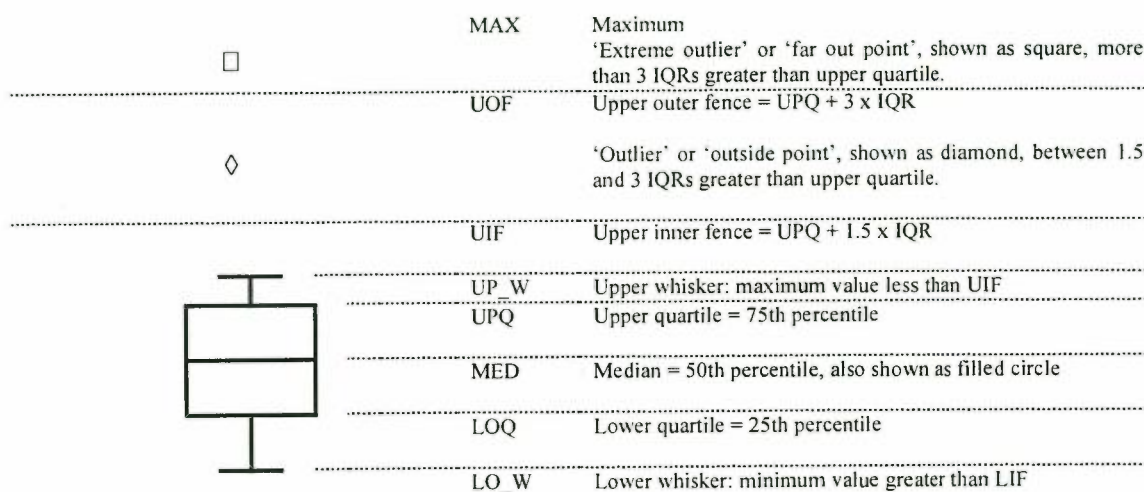 MAX Maximum
‘Extreme outlier’ or ‘far out point’, shown as square, more
than 3 IQRs greater than upper quartile.
UOF Upper outer fence = UPQ + 3 x IQR
‘Outlier’ or ‘outside point’, shown as diamond, between 1.5
and 3 IQRs greater than upper quartile.
UIF Upper inner fence = UPQ + 1.5 x IQR
UP_W Upper whisker: maximum value less than UIF
UPQ Upper quartile = 75th percentile
MED Median = 50th percentile, also shown as filled circle
LOQ Lower quartile = 25th percentile
LO_W Lower whisker: minimum value greater than LIF